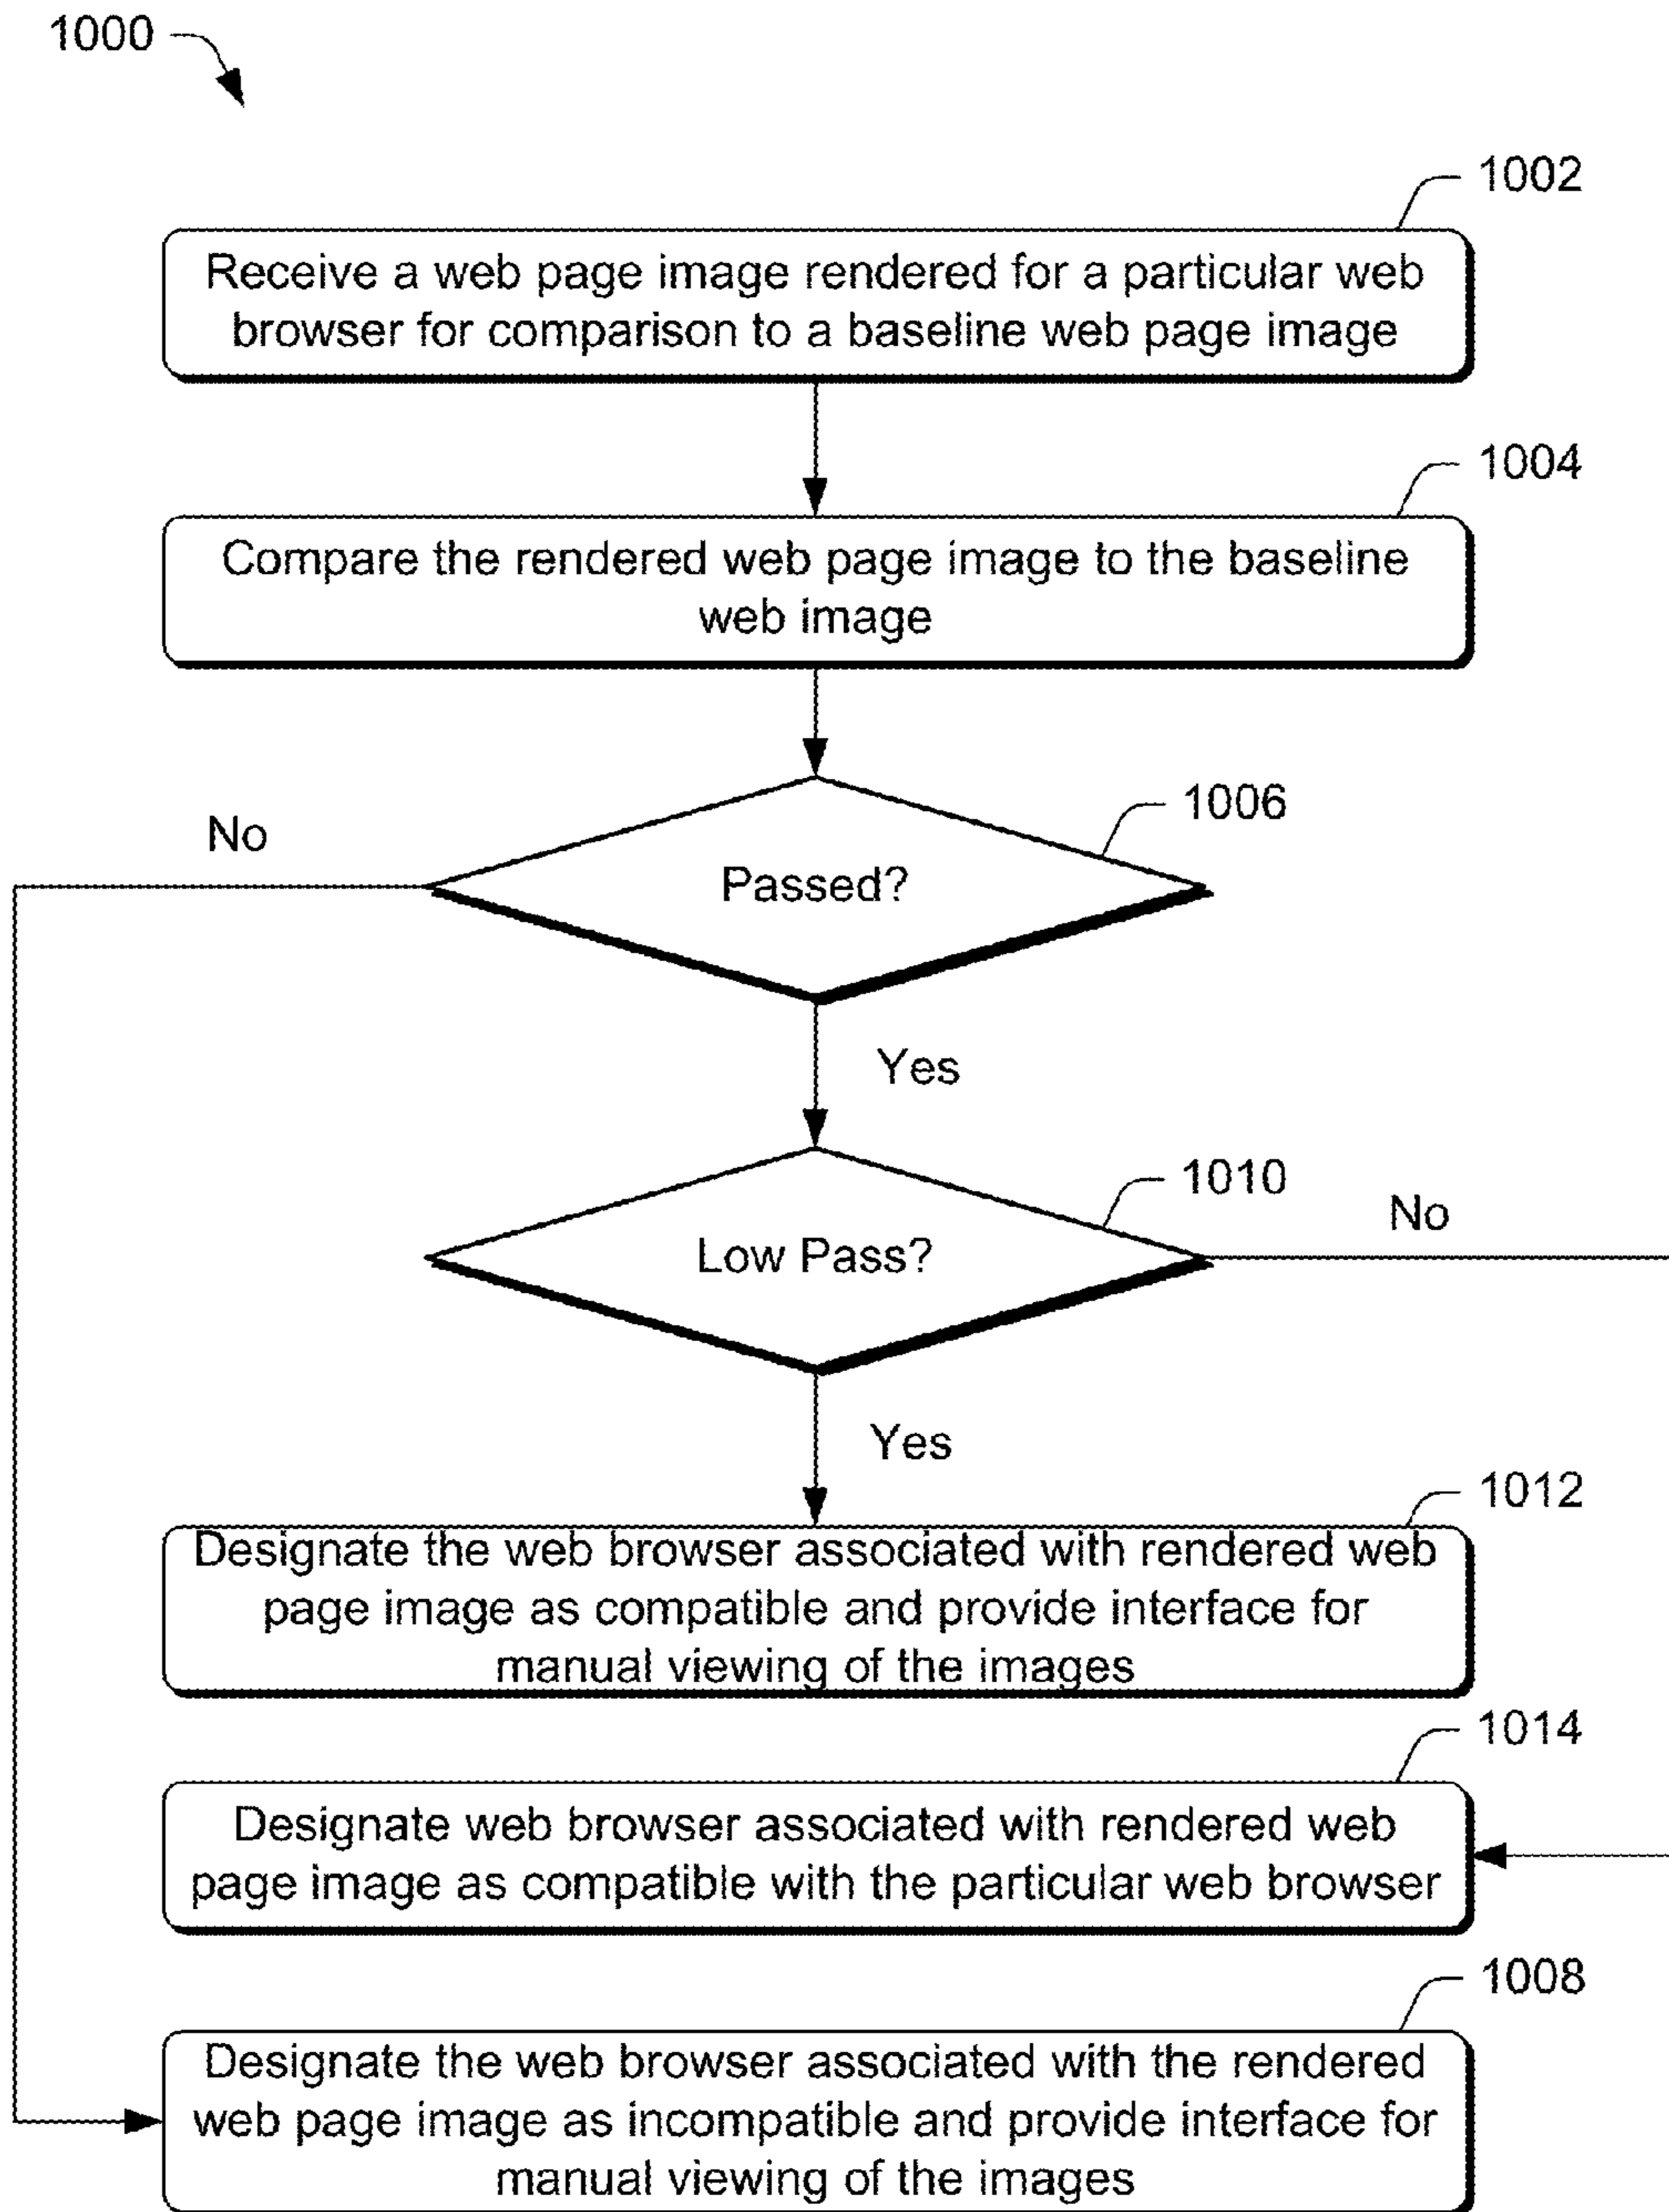 1000
1002
Receive a web page image rendered for a particular web
browser for comparison to a baseline web page image
1004
Compare the rendered web page image to the baseline
web image
1006
No
Passed?
Yes
1010
No
Low Pass?
Yes
1012
Designate the web browser associated with rendered web
page image as compatible and provide interface for
manual viewing of the images
1014
Designate web browser associated with rendered web
page image as compatible with the particular web browser
1008
Designate the web browser associated with the rendered
web page image as incompatible and provide interface for
manual viewing of the images